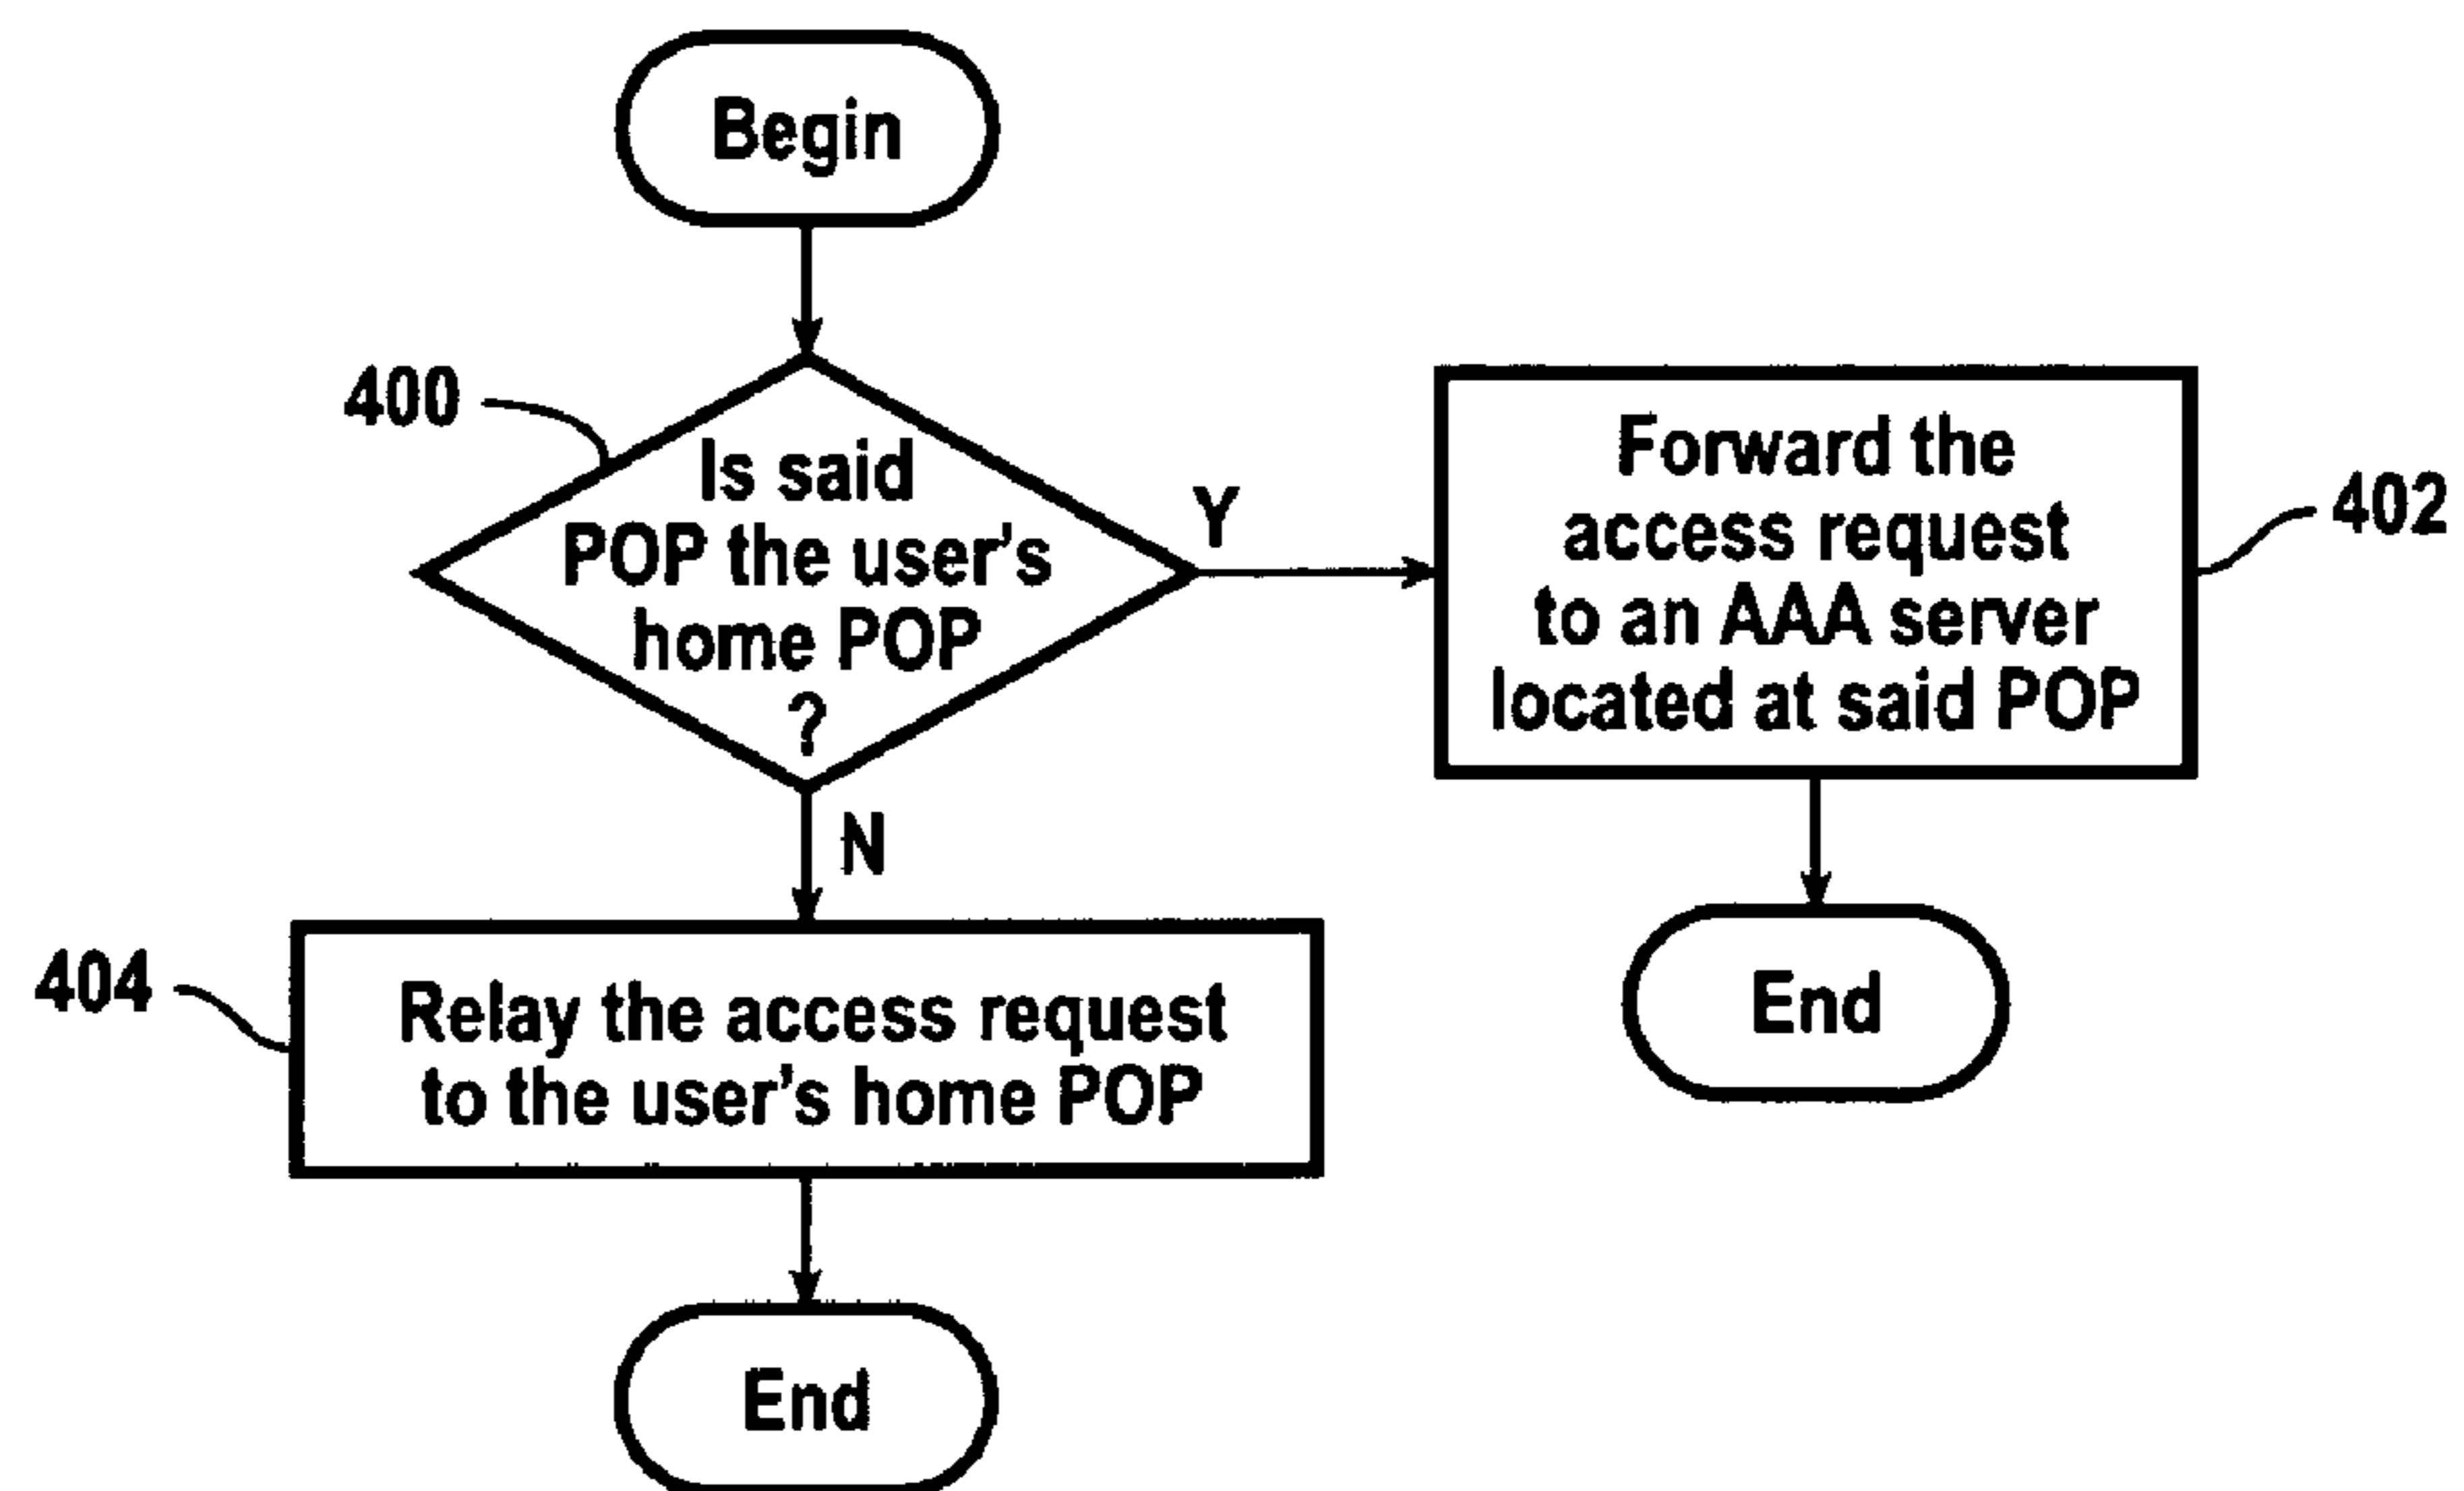 Begin
400
Is said
POP the user's
home POP
?
Y
N
Forward the
access request
to an AAA server
located at said POP
402
End
404
Relay the access request
to the user's home POP
End